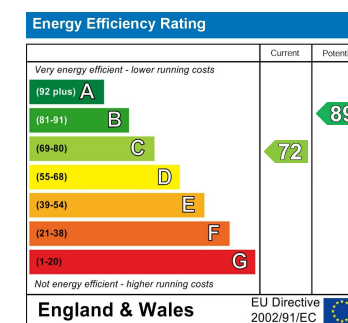 Energy Efficiency Rating
Current Potenti
Very energy efficient - lower running costs
(92 plus) A
(81-91) B
89
(69-80) C
72
(55-68) D
(39-54) E
(21-38) F
(1-20) G
Not energy efficient - higher running costs
England & Wales
EU Directive
2002/91/EC